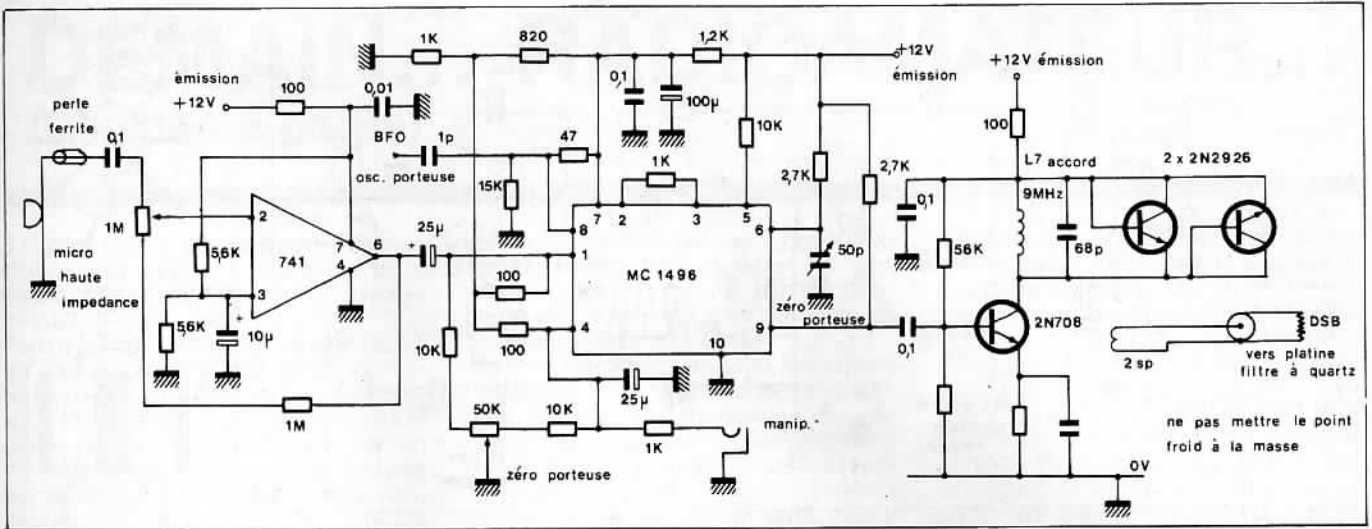 1K
820
1,2K
+12V
émission
+12V émission
émission
+12V
100
0,01
0,1
100µ
100
perle
ferrite
0,1
BFO
1p
osc. porteuse
47
15K
1K
10K
2,7K
2,7K
L7 accord
9MHz
2 x 2N2926
0,1
56K
68p
1M
micro
haute
impedance
2
3
741
7
6
4
5,6K
5,6K
10µ
25µ
8
7
2
3
5
6
1
4
9
10
MC 1496
100
100
50p
zéro
porteuse
0,1
2N708
DSB
2 sp
vers platine
filtre à quartz
10K
1M
50K
10K
25µ
1K
manip.
zéro porteuse
ne pas mettre le point
froid à la masse
0V